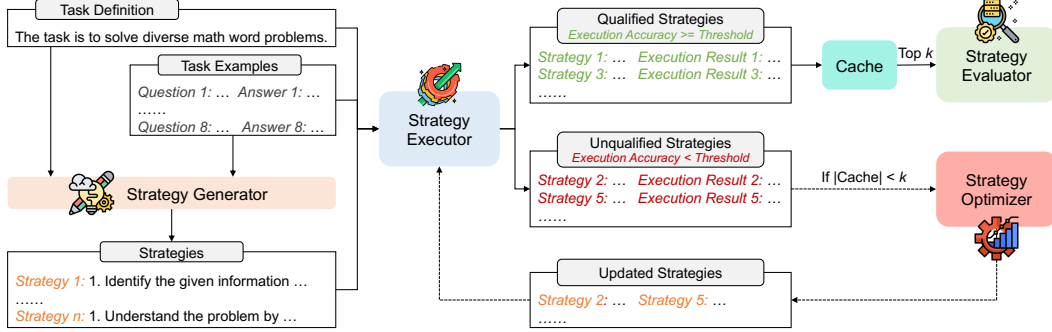 Task Definition
The task is to solve diverse math word problems.
Task Examples
Question 1: … Answer 1: …
……
Question 8: … Answer 8: …
Strategy Generator
Strategies
Strategy 1: 1. Identify the given information …
……
Strategy n: 1. Understand the problem by …
Strategy
Executor
Qualified Strategies
Execution Accuracy >= Threshold
Strategy 1: … Execution Result 1: …
Strategy 3: … Execution Result 3: …
……
Cache
Top k
Strategy
Evaluator
Unqualified Strategies
Execution Accuracy < Threshold
Strategy 2: … Execution Result 2: …
Strategy 5: … Execution Result 5: …
……
If |Cache| < k
Strategy
Optimizer
Updated Strategies
Strategy 2: … Strategy 5: …
……